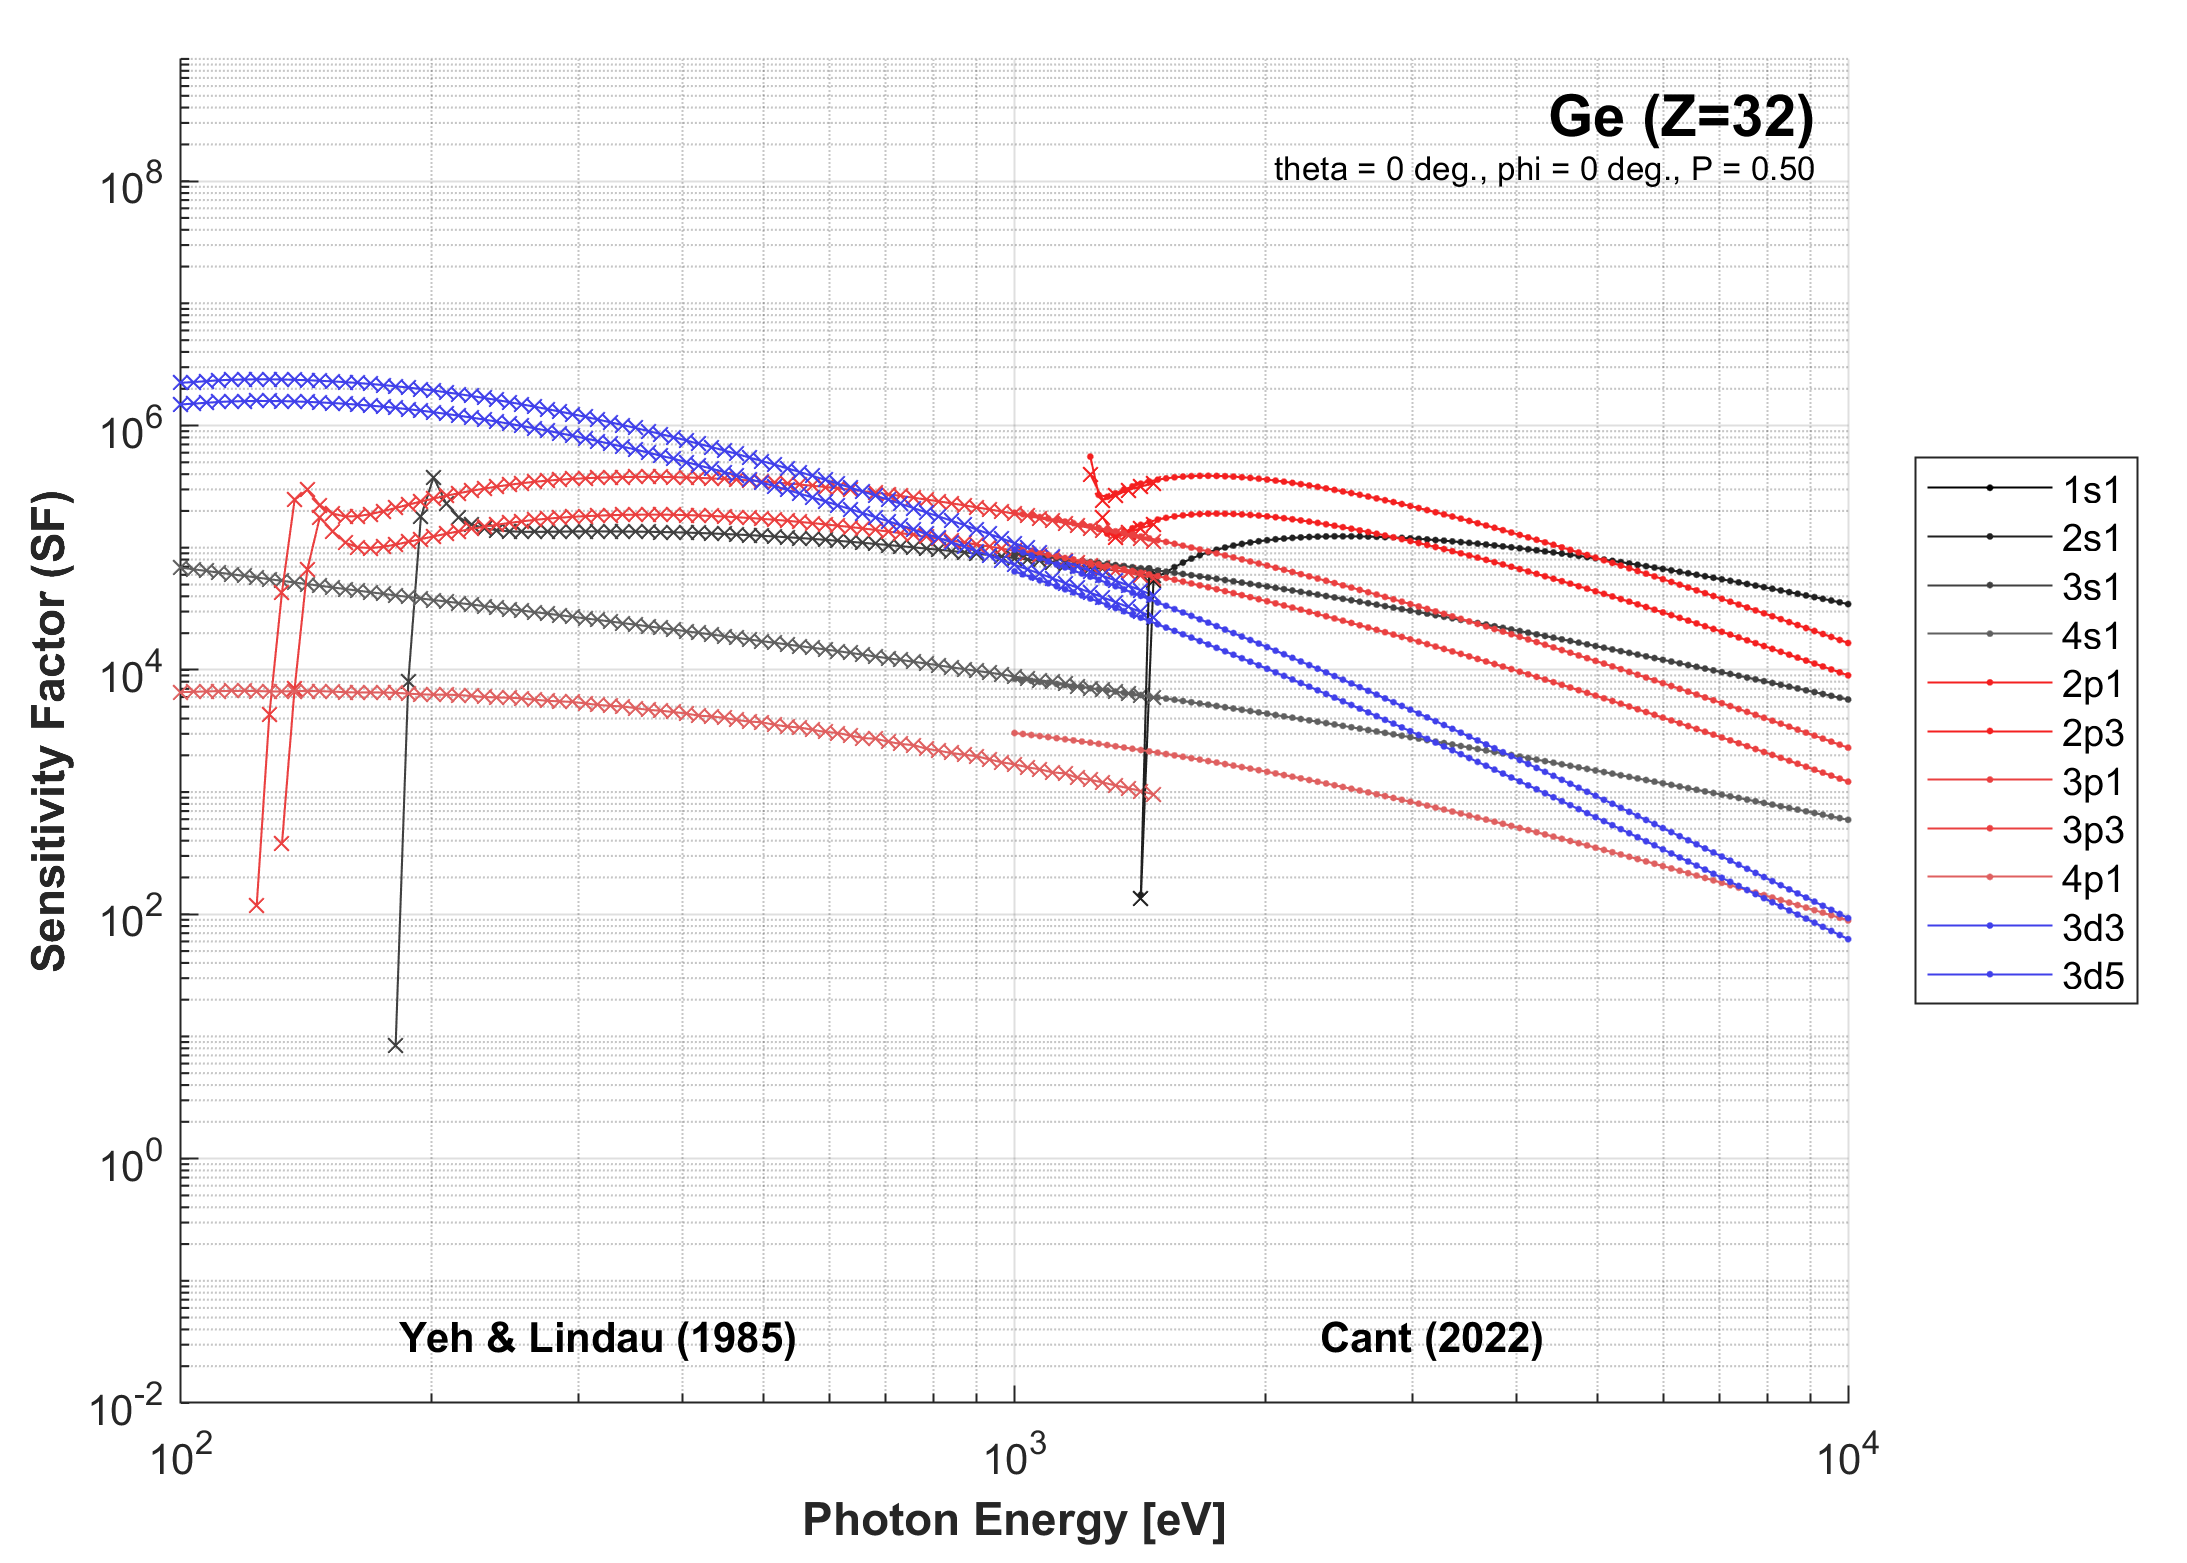 Ge (Z=32)
theta = 0 deg., phi = 0 deg., P = 0.50
Sensitivity Factor (SF)
10^8
10^6
10^4
10^2
10^0
10^-2
10^2
10^3
10^4
Photon Energy [eV]
Yeh & Lindau (1985)
Cant (2022)
1s1
2s1
3s1
4s1
2p1
2p3
3p1
3p3
4p1
3d3
3d5